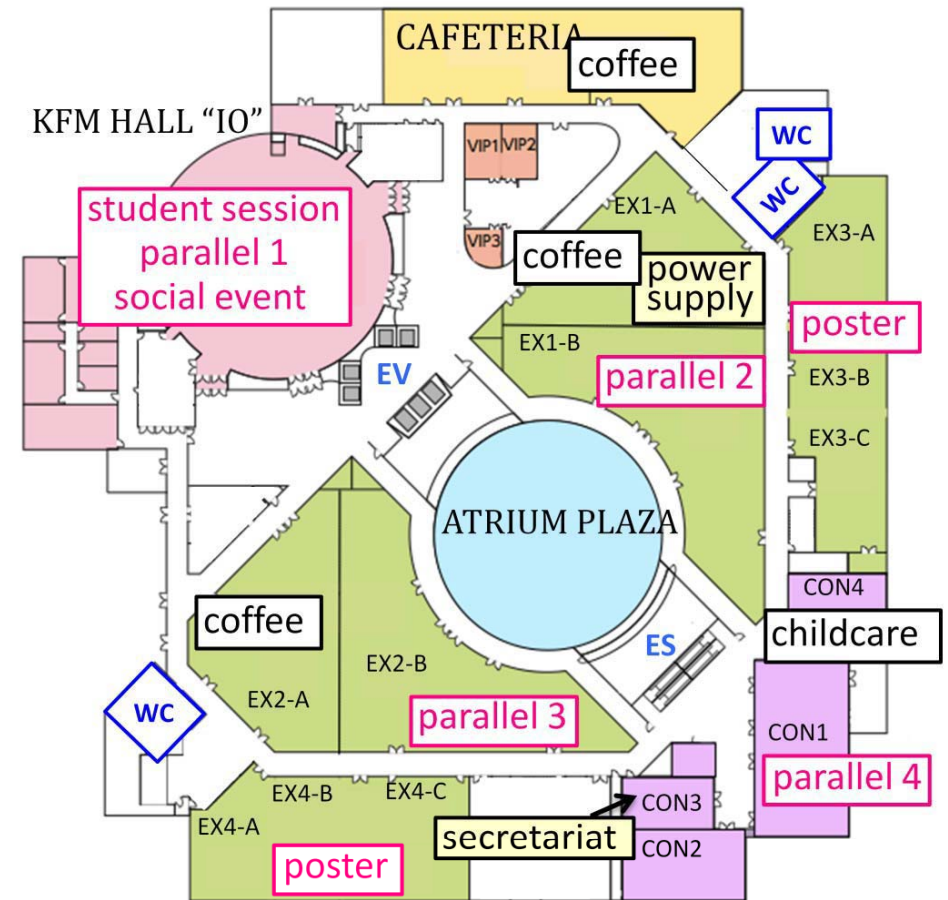 CAFETERIA
coffee
KFM HALL "IO"
WC
VIP1 VIP2
WC
student session
parallel 1
social event
EX1-A
EX3-A
VIP3
coffee
power
supply
poster
EX1-B
EV
parallel 2
EX3-B
EX3-C
ATRIUM PLAZA
CON4
coffee
childcare
ES
EX2-B
EX2-A
WC
parallel 3
CON1
parallel 4
EX4-B
EX4-C
CON3
EX4-A
secretariat
CON2
poster